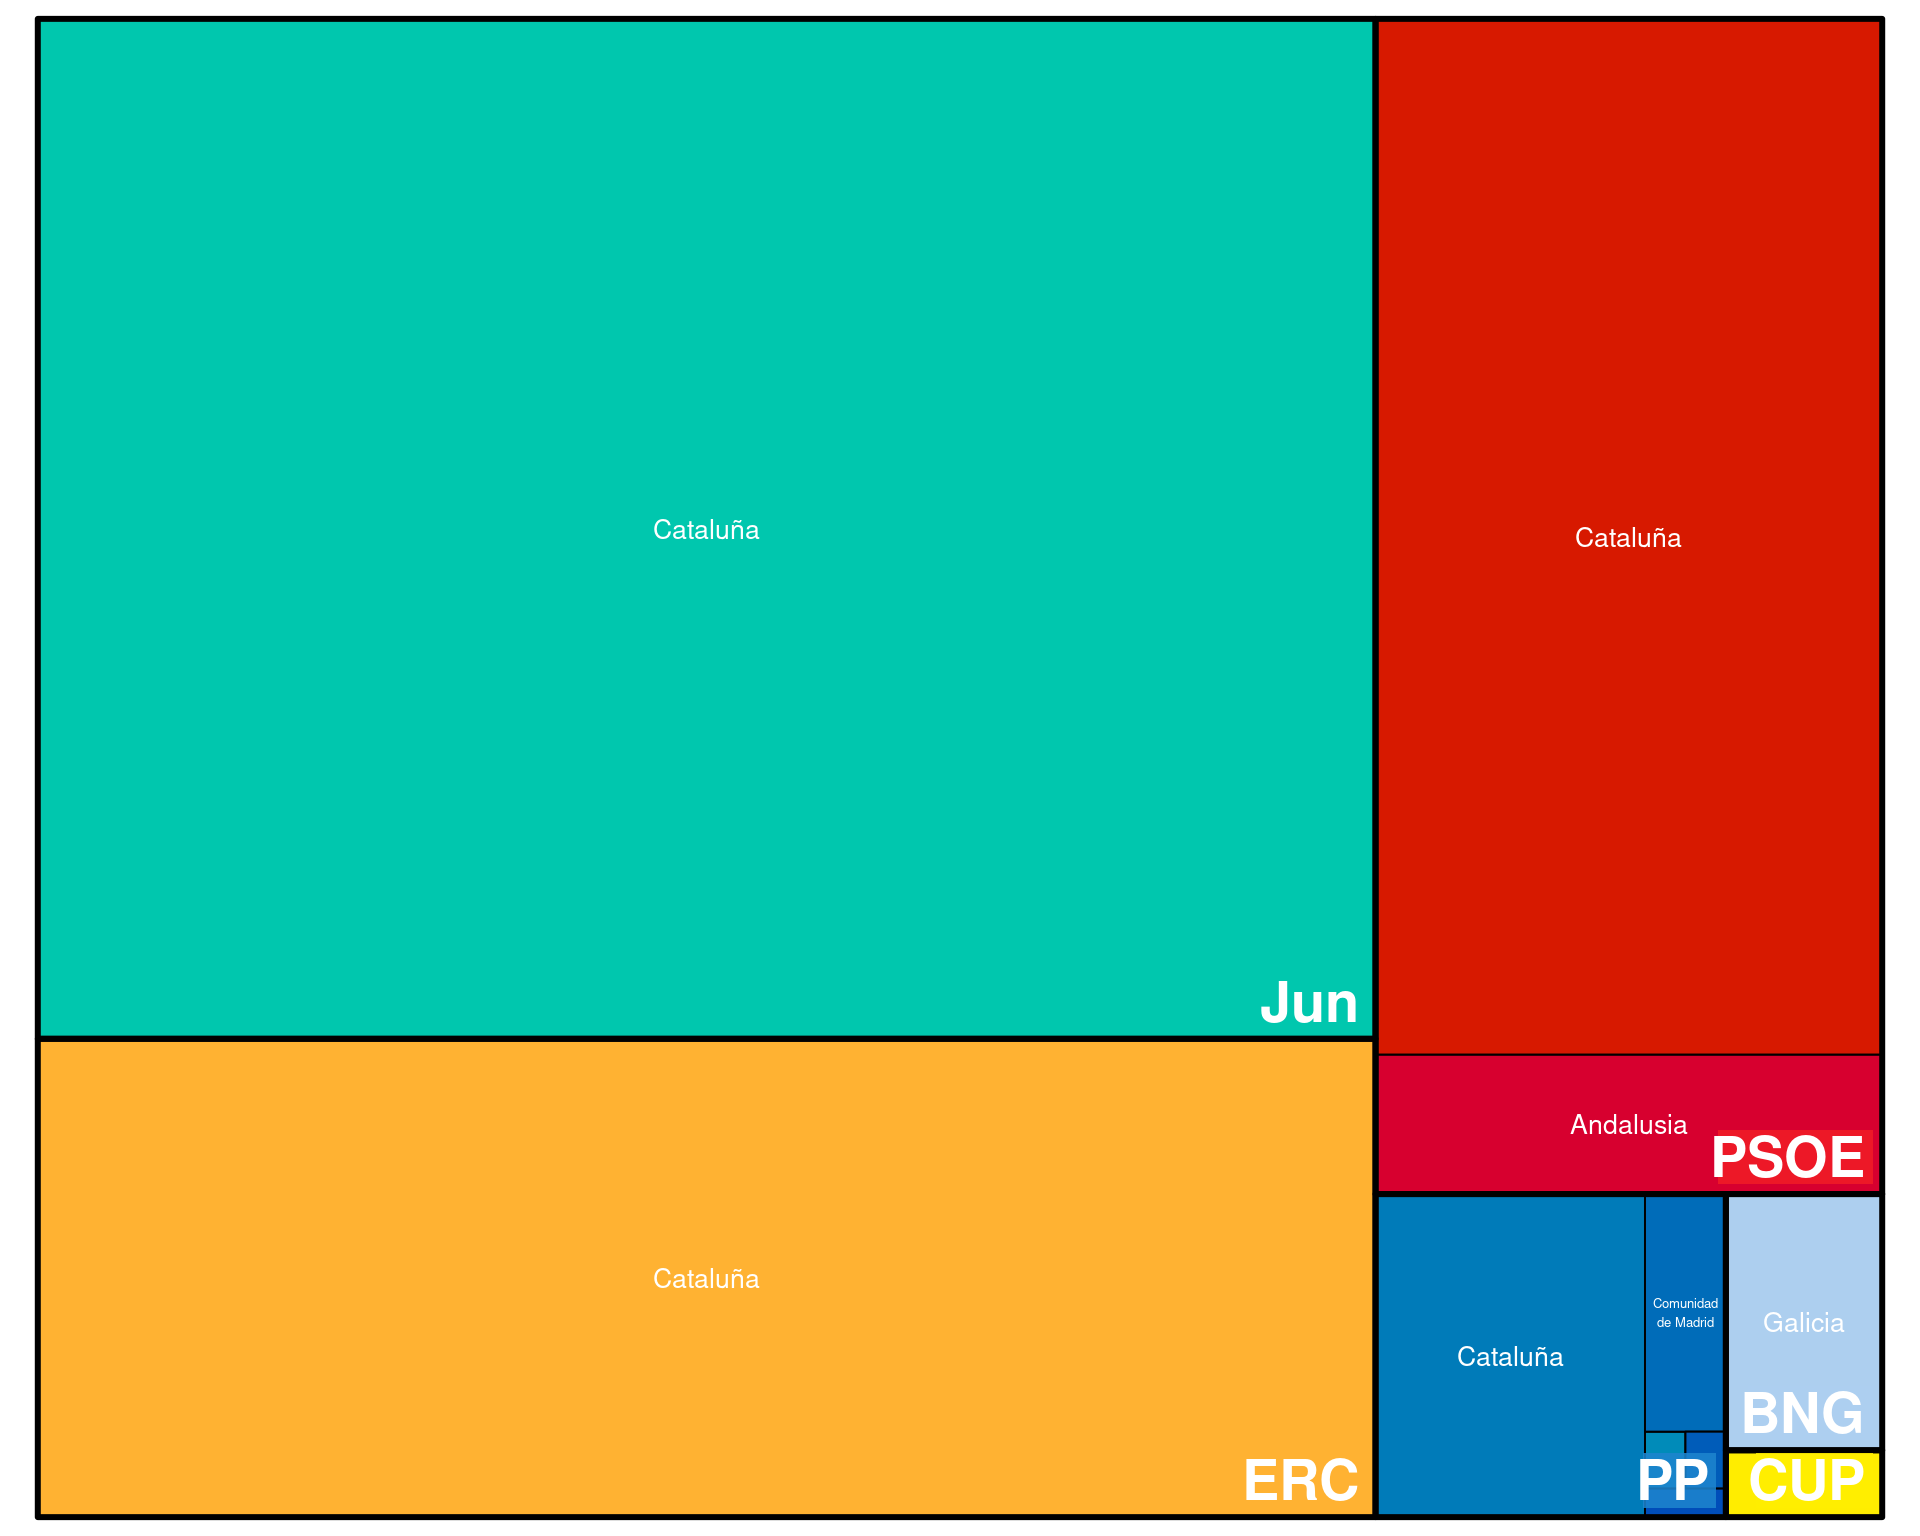 Cataluña
Jun
Cataluña
ERC
Cataluña
Andalusia
PSOE
Cataluña
Comunidad
de Madrid
PP
Galicia
BNG
CUP